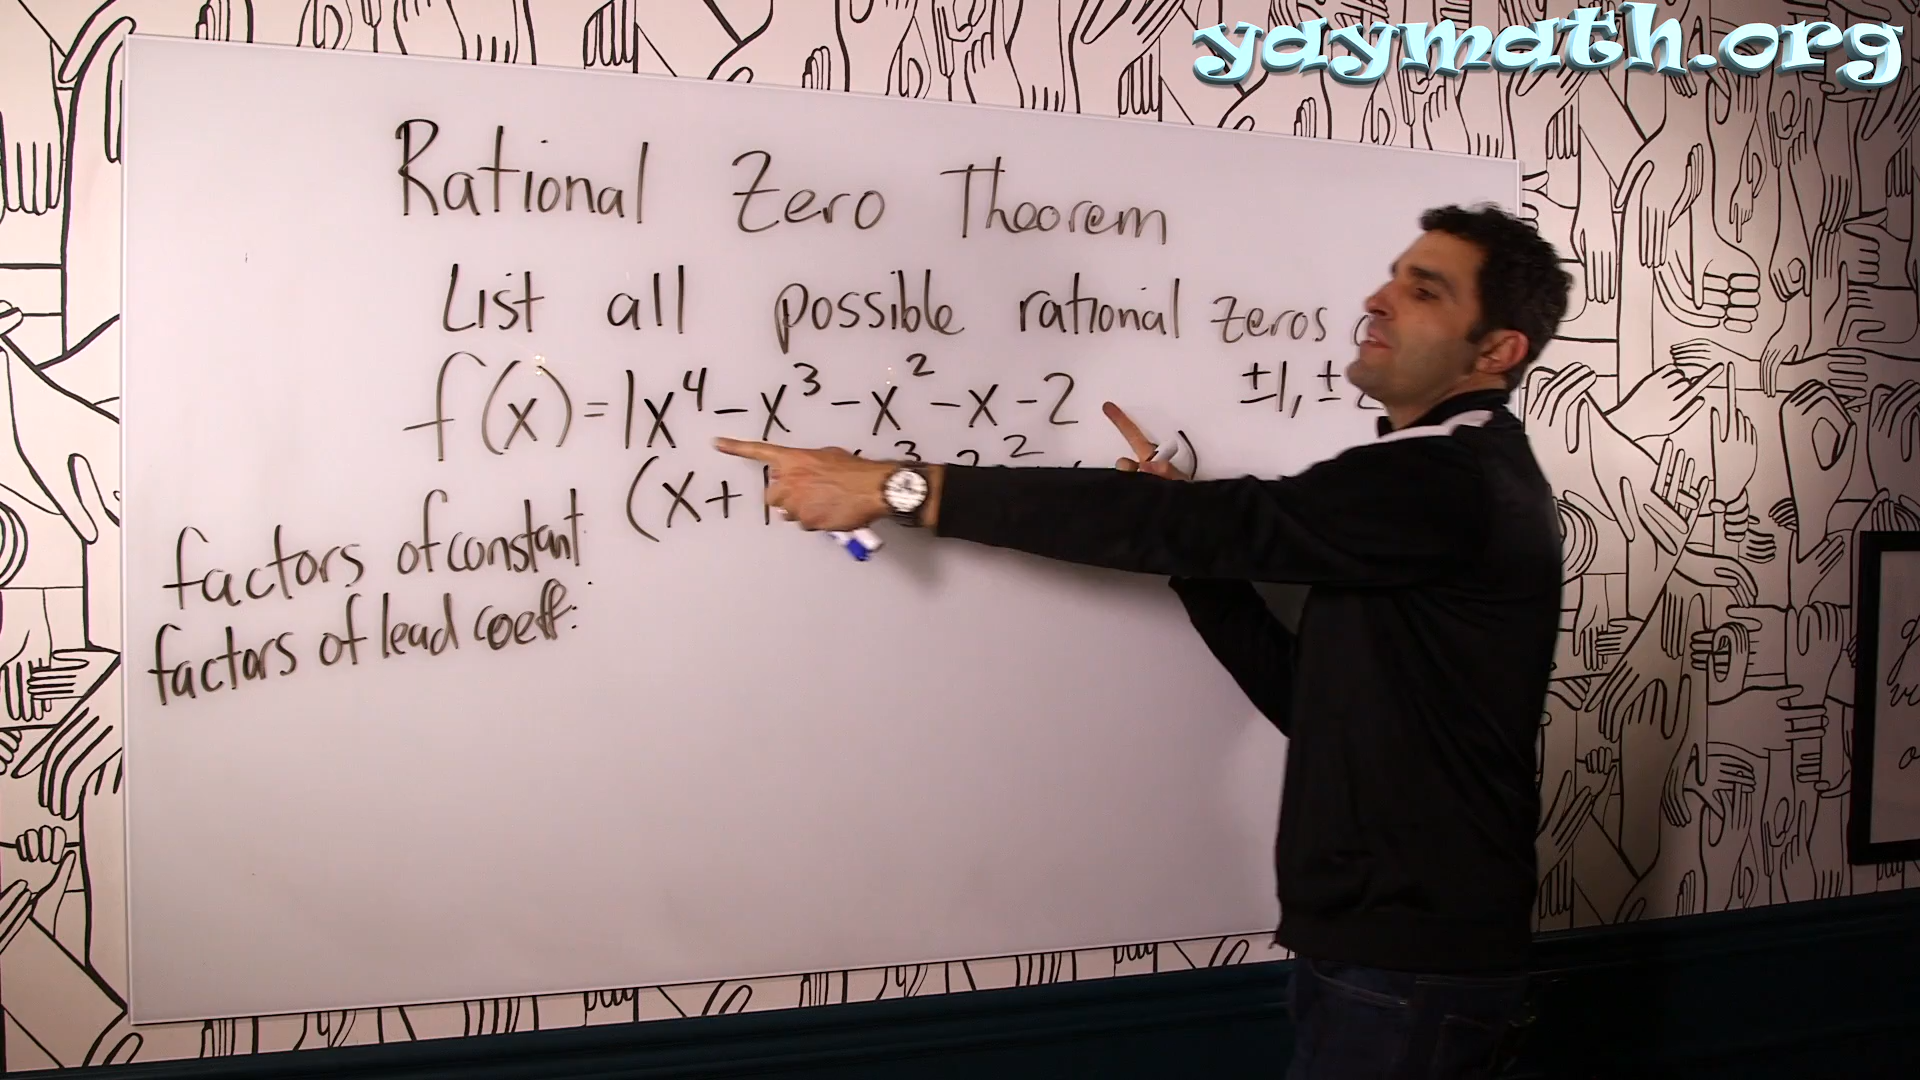 yaymath.org
Rational Zero Theorem
List all possible rational zeros
f(x)=1x⁴-x³-x²-x-2
±1, ±2
(x+1
factors of constant:
factors of lead coeff: